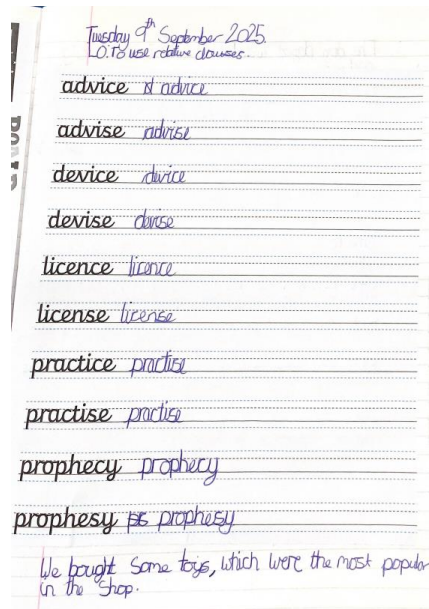 Tuesday 9th September 2025.
L.O. To use relative clauses.
advice advice
advise advise
device device
devise devise
licence licence
license license
practice practise
practise practise
prophecy prophecy
prophesy prophesy
We bought some toys, which were the most popular
in the shop.